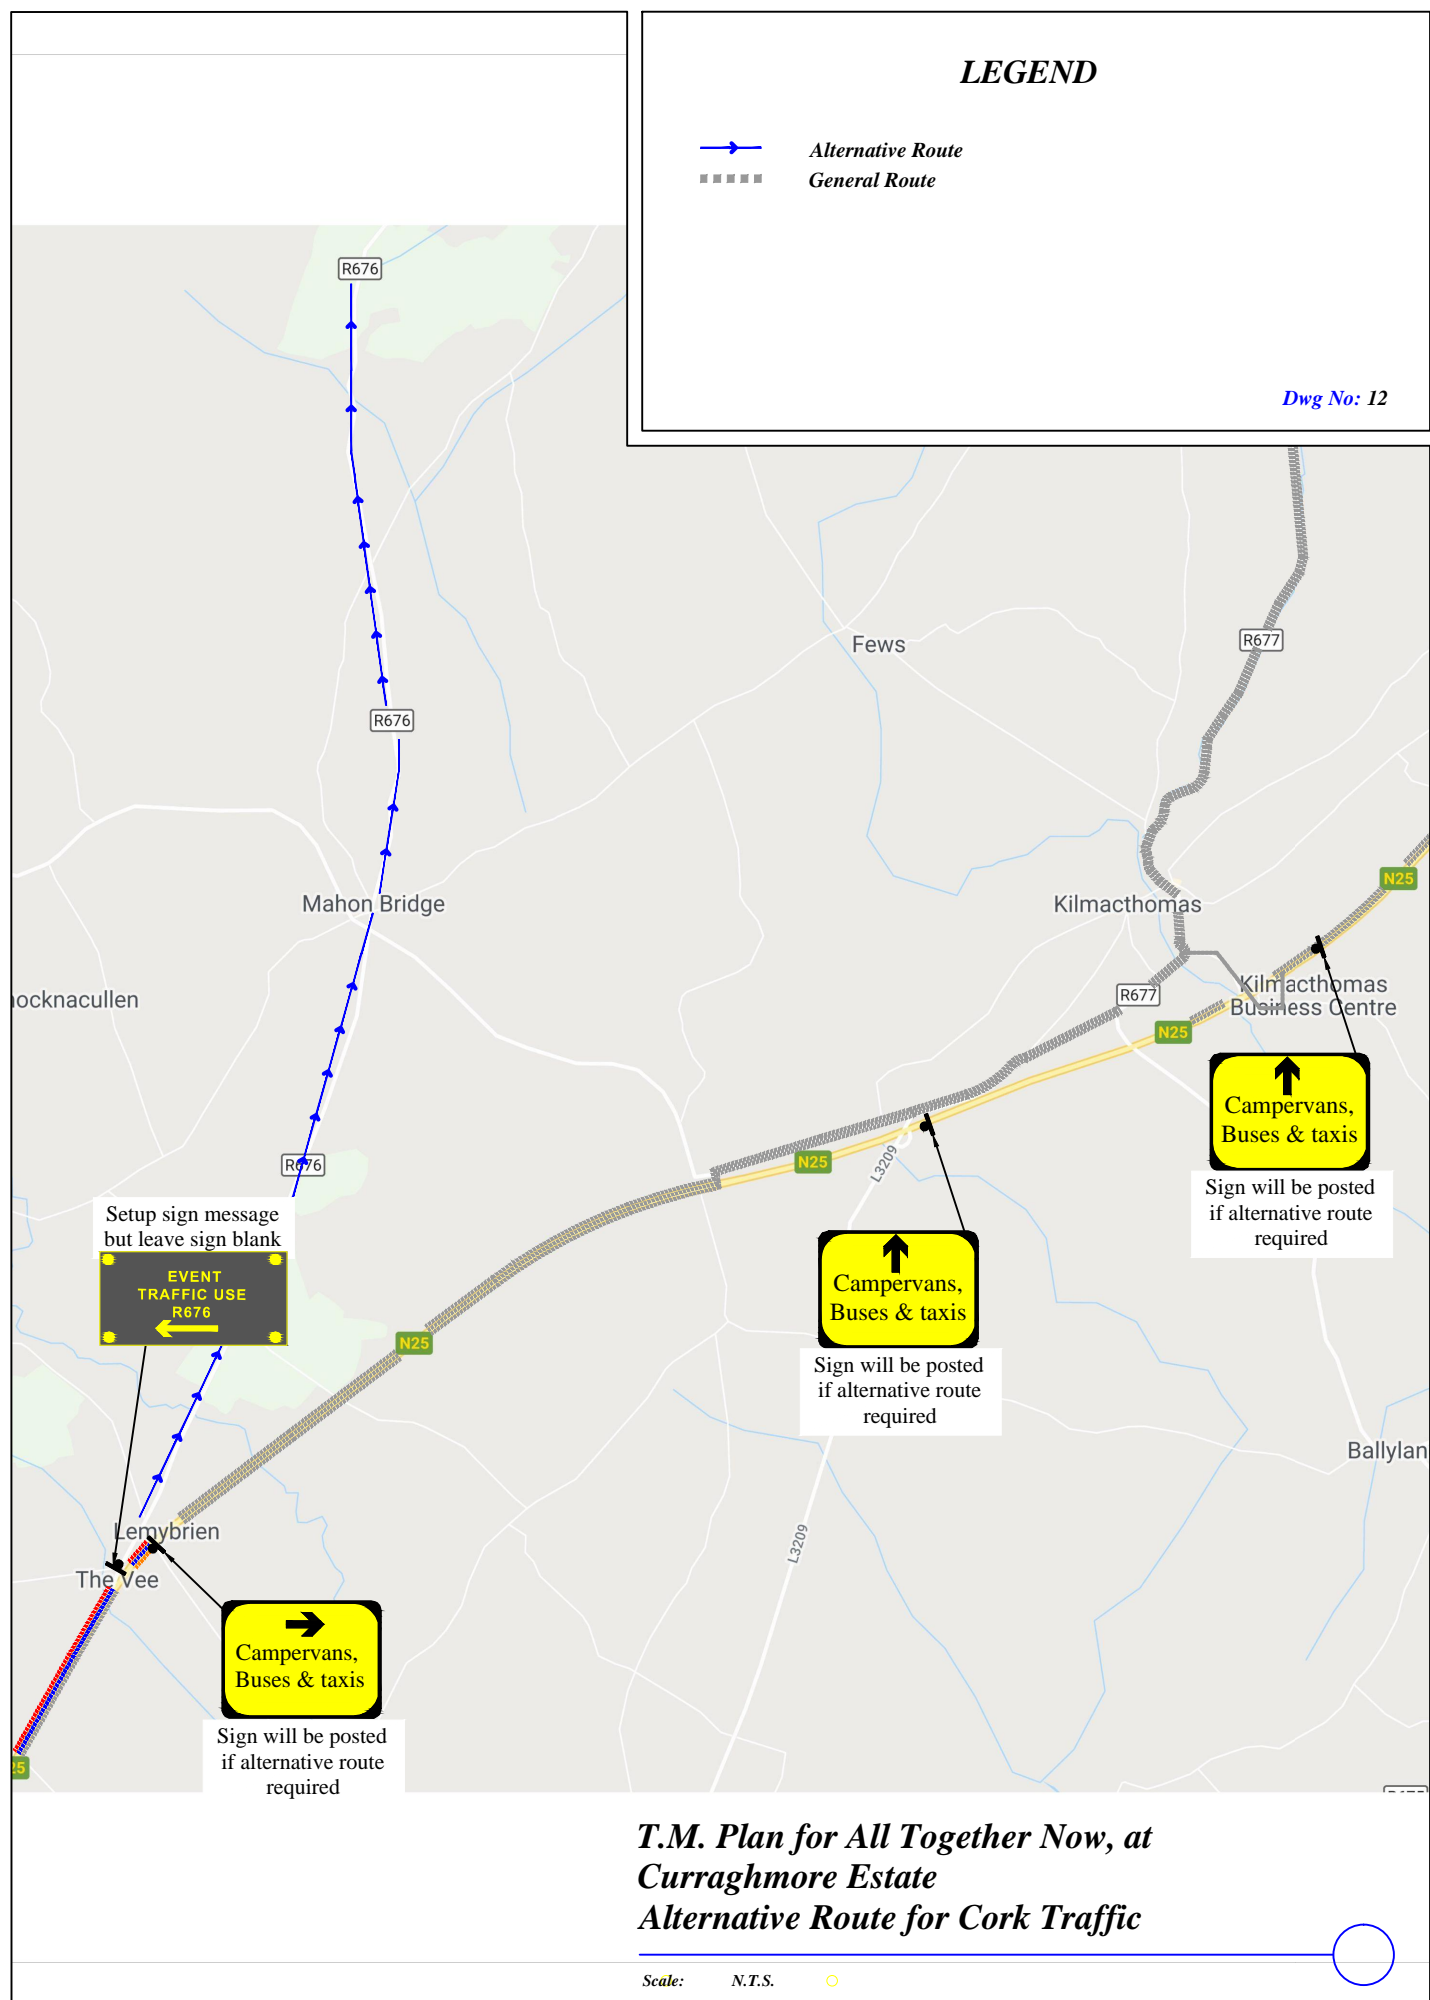 LEGEND
Alternative Route
General Route
Dwg No: 12
R676
Fews
R677
R676
N25
Mahon Bridge
Kilmacthomas
ocknacullen
Kilmacthomas
Business Centre
R677
N25
Campervans,
Buses & taxis
Sign will be posted
if alternative route
required
N25
L3209
R676
Setup sign message
but leave sign blank
EVENT
TRAFFIC USE
R676
Campervans,
Buses & taxis
Sign will be posted
if alternative route
required
N25
Ballylan
L3209
Lemybrien
The Vee
Campervans,
Buses & taxis
Sign will be posted
if alternative route
required
25
T.M. Plan for All Together Now, at
Curraghmore Estate
Alternative Route for Cork Traffic
Scale: N.T.S.